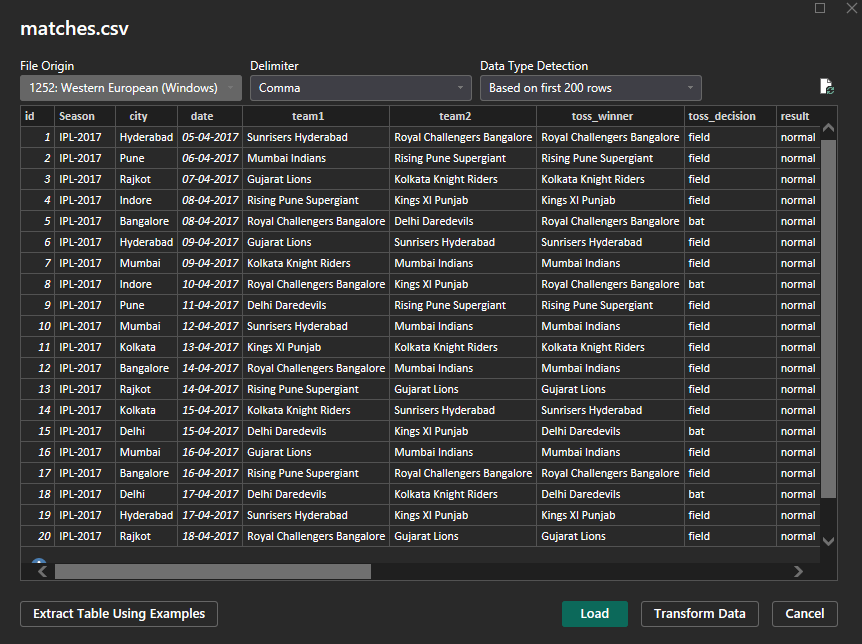 matches.csv
File Origin Delimiter Data Type Detection
1252: Western European (Windows) Comma Based on first 200 rows
id Season city date team1 team2 toss_winner toss_decision result
1 IPL-2017 Hyderabad 05-04-2017 Sunrisers Hyderabad Royal Challengers Bangalore Royal Challengers Bangalore field normal
2 IPL-2017 Pune 06-04-2017 Mumbai Indians Rising Pune Supergiant Rising Pune Supergiant field normal
3 IPL-2017 Rajkot 07-04-2017 Gujarat Lions Kolkata Knight Riders Kolkata Knight Riders field normal
4 IPL-2017 Indore 08-04-2017 Rising Pune Supergiant Kings XI Punjab Kings XI Punjab field normal
5 IPL-2017 Bangalore 08-04-2017 Royal Challengers Bangalore Delhi Daredevils Royal Challengers Bangalore bat normal
6 IPL-2017 Hyderabad 09-04-2017 Gujarat Lions Sunrisers Hyderabad Sunrisers Hyderabad field normal
7 IPL-2017 Mumbai 09-04-2017 Kolkata Knight Riders Mumbai Indians Mumbai Indians field normal
8 IPL-2017 Indore 10-04-2017 Royal Challengers Bangalore Kings XI Punjab Royal Challengers Bangalore bat normal
9 IPL-2017 Pune 11-04-2017 Delhi Daredevils Rising Pune Supergiant Rising Pune Supergiant field normal
10 IPL-2017 Mumbai 12-04-2017 Sunrisers Hyderabad Mumbai Indians Mumbai Indians field normal
11 IPL-2017 Kolkata 13-04-2017 Kings XI Punjab Kolkata Knight Riders Kolkata Knight Riders field normal
12 IPL-2017 Bangalore 14-04-2017 Royal Challengers Bangalore Mumbai Indians Mumbai Indians field normal
13 IPL-2017 Rajkot 14-04-2017 Rising Pune Supergiant Gujarat Lions Gujarat Lions field normal
14 IPL-2017 Kolkata 15-04-2017 Kolkata Knight Riders Sunrisers Hyderabad Sunrisers Hyderabad field normal
15 IPL-2017 Delhi 15-04-2017 Delhi Daredevils Kings XI Punjab Delhi Daredevils bat normal
16 IPL-2017 Mumbai 16-04-2017 Gujarat Lions Mumbai Indians Mumbai Indians field normal
17 IPL-2017 Bangalore 16-04-2017 Rising Pune Supergiant Royal Challengers Bangalore Royal Challengers Bangalore field normal
18 IPL-2017 Delhi 17-04-2017 Delhi Daredevils Kolkata Knight Riders Delhi Daredevils bat normal
19 IPL-2017 Hyderabad 17-04-2017 Sunrisers Hyderabad Kings XI Punjab Kings XI Punjab field normal
20 IPL-2017 Rajkot 18-04-2017 Royal Challengers Bangalore Gujarat Lions Gujarat Lions field normal
Extract Table Using Examples Load Transform Data Cancel